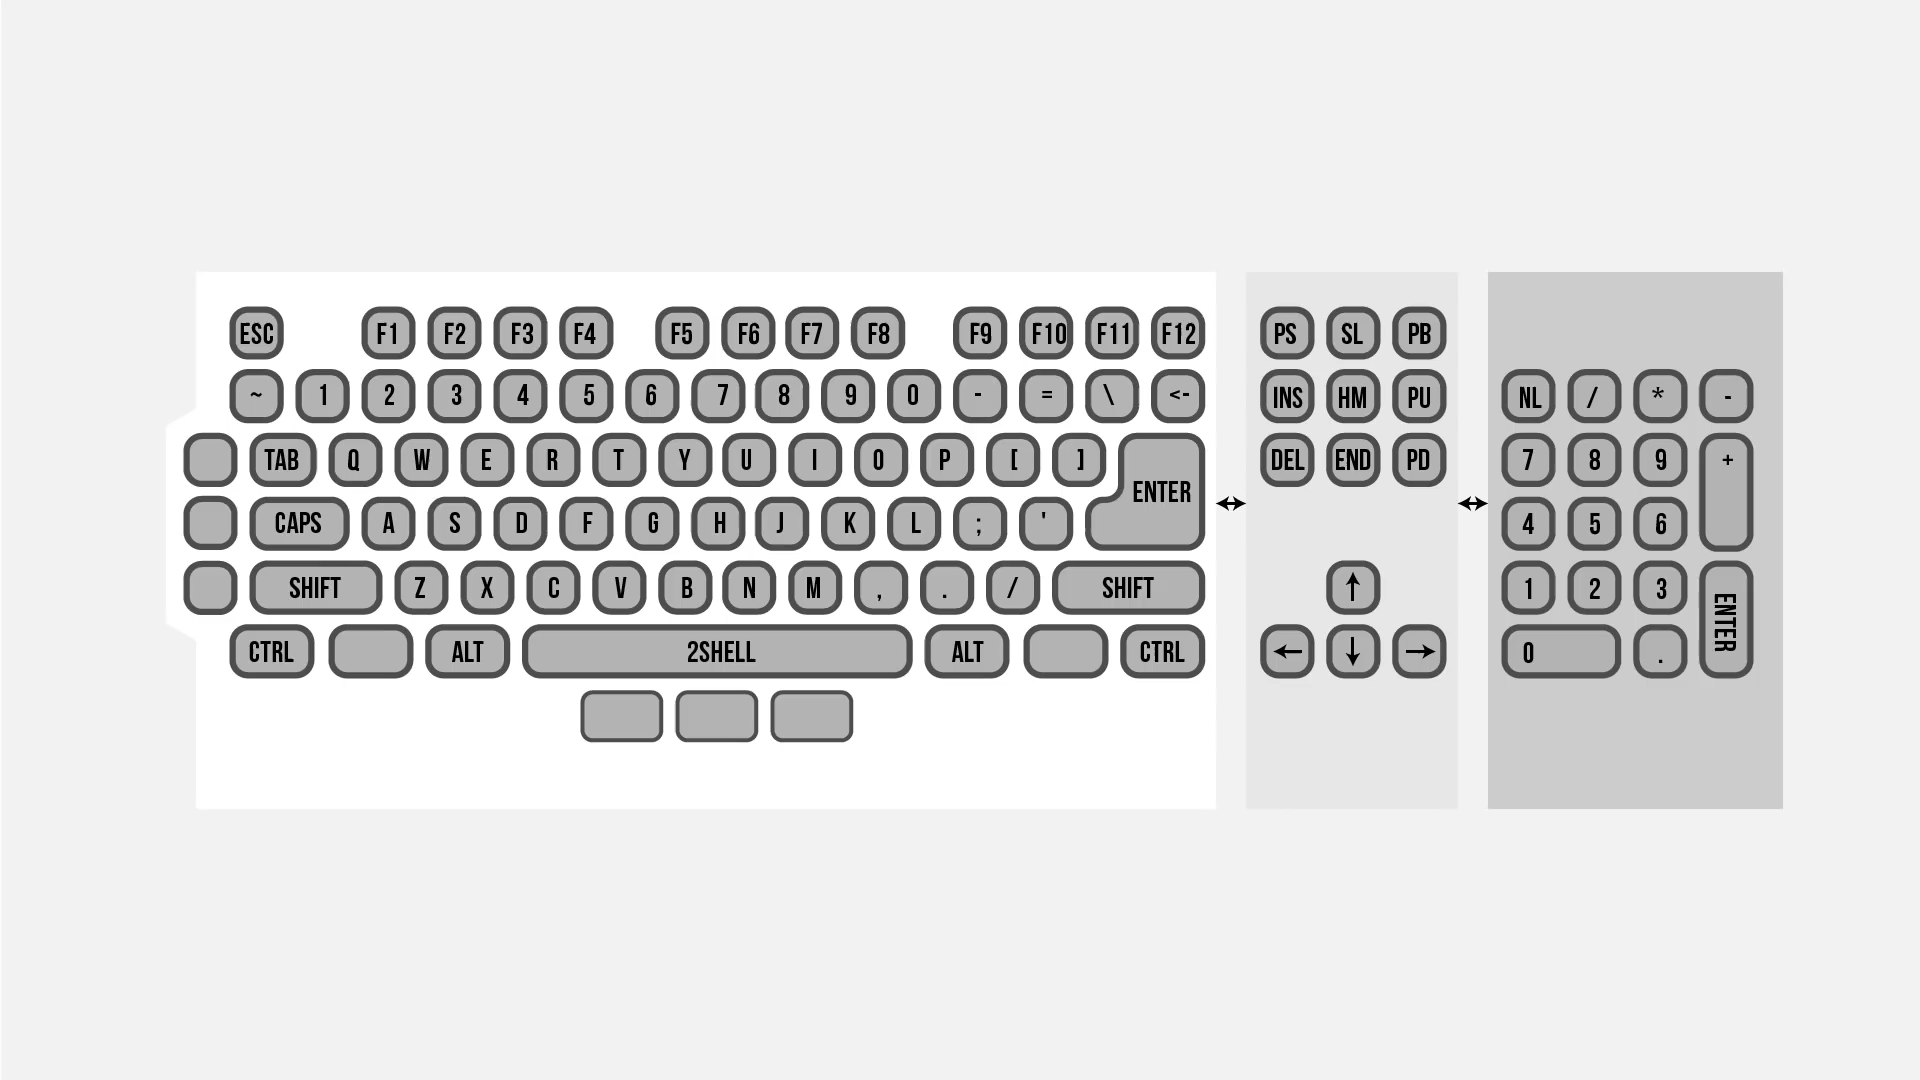 ESC F1 F2 F3 F4 F5 F6 F7 F8 F9 F10 F11 F12 PS SL PB
~ 1 2 3 4 5 6 7 8 9 0 - = \ <- INS HM PU NL / * -
TAB Q W E R T Y U I O P [ ] ENTER DEL END PD 7 8 9 +
CAPS A S D F G H J K L ; ' 4 5 6
SHIFT Z X C V B N M , . / SHIFT ↑ 1 2 3 ENTER
CTRL ALT 2SHELL ALT CTRL ← ↓ → 0 .